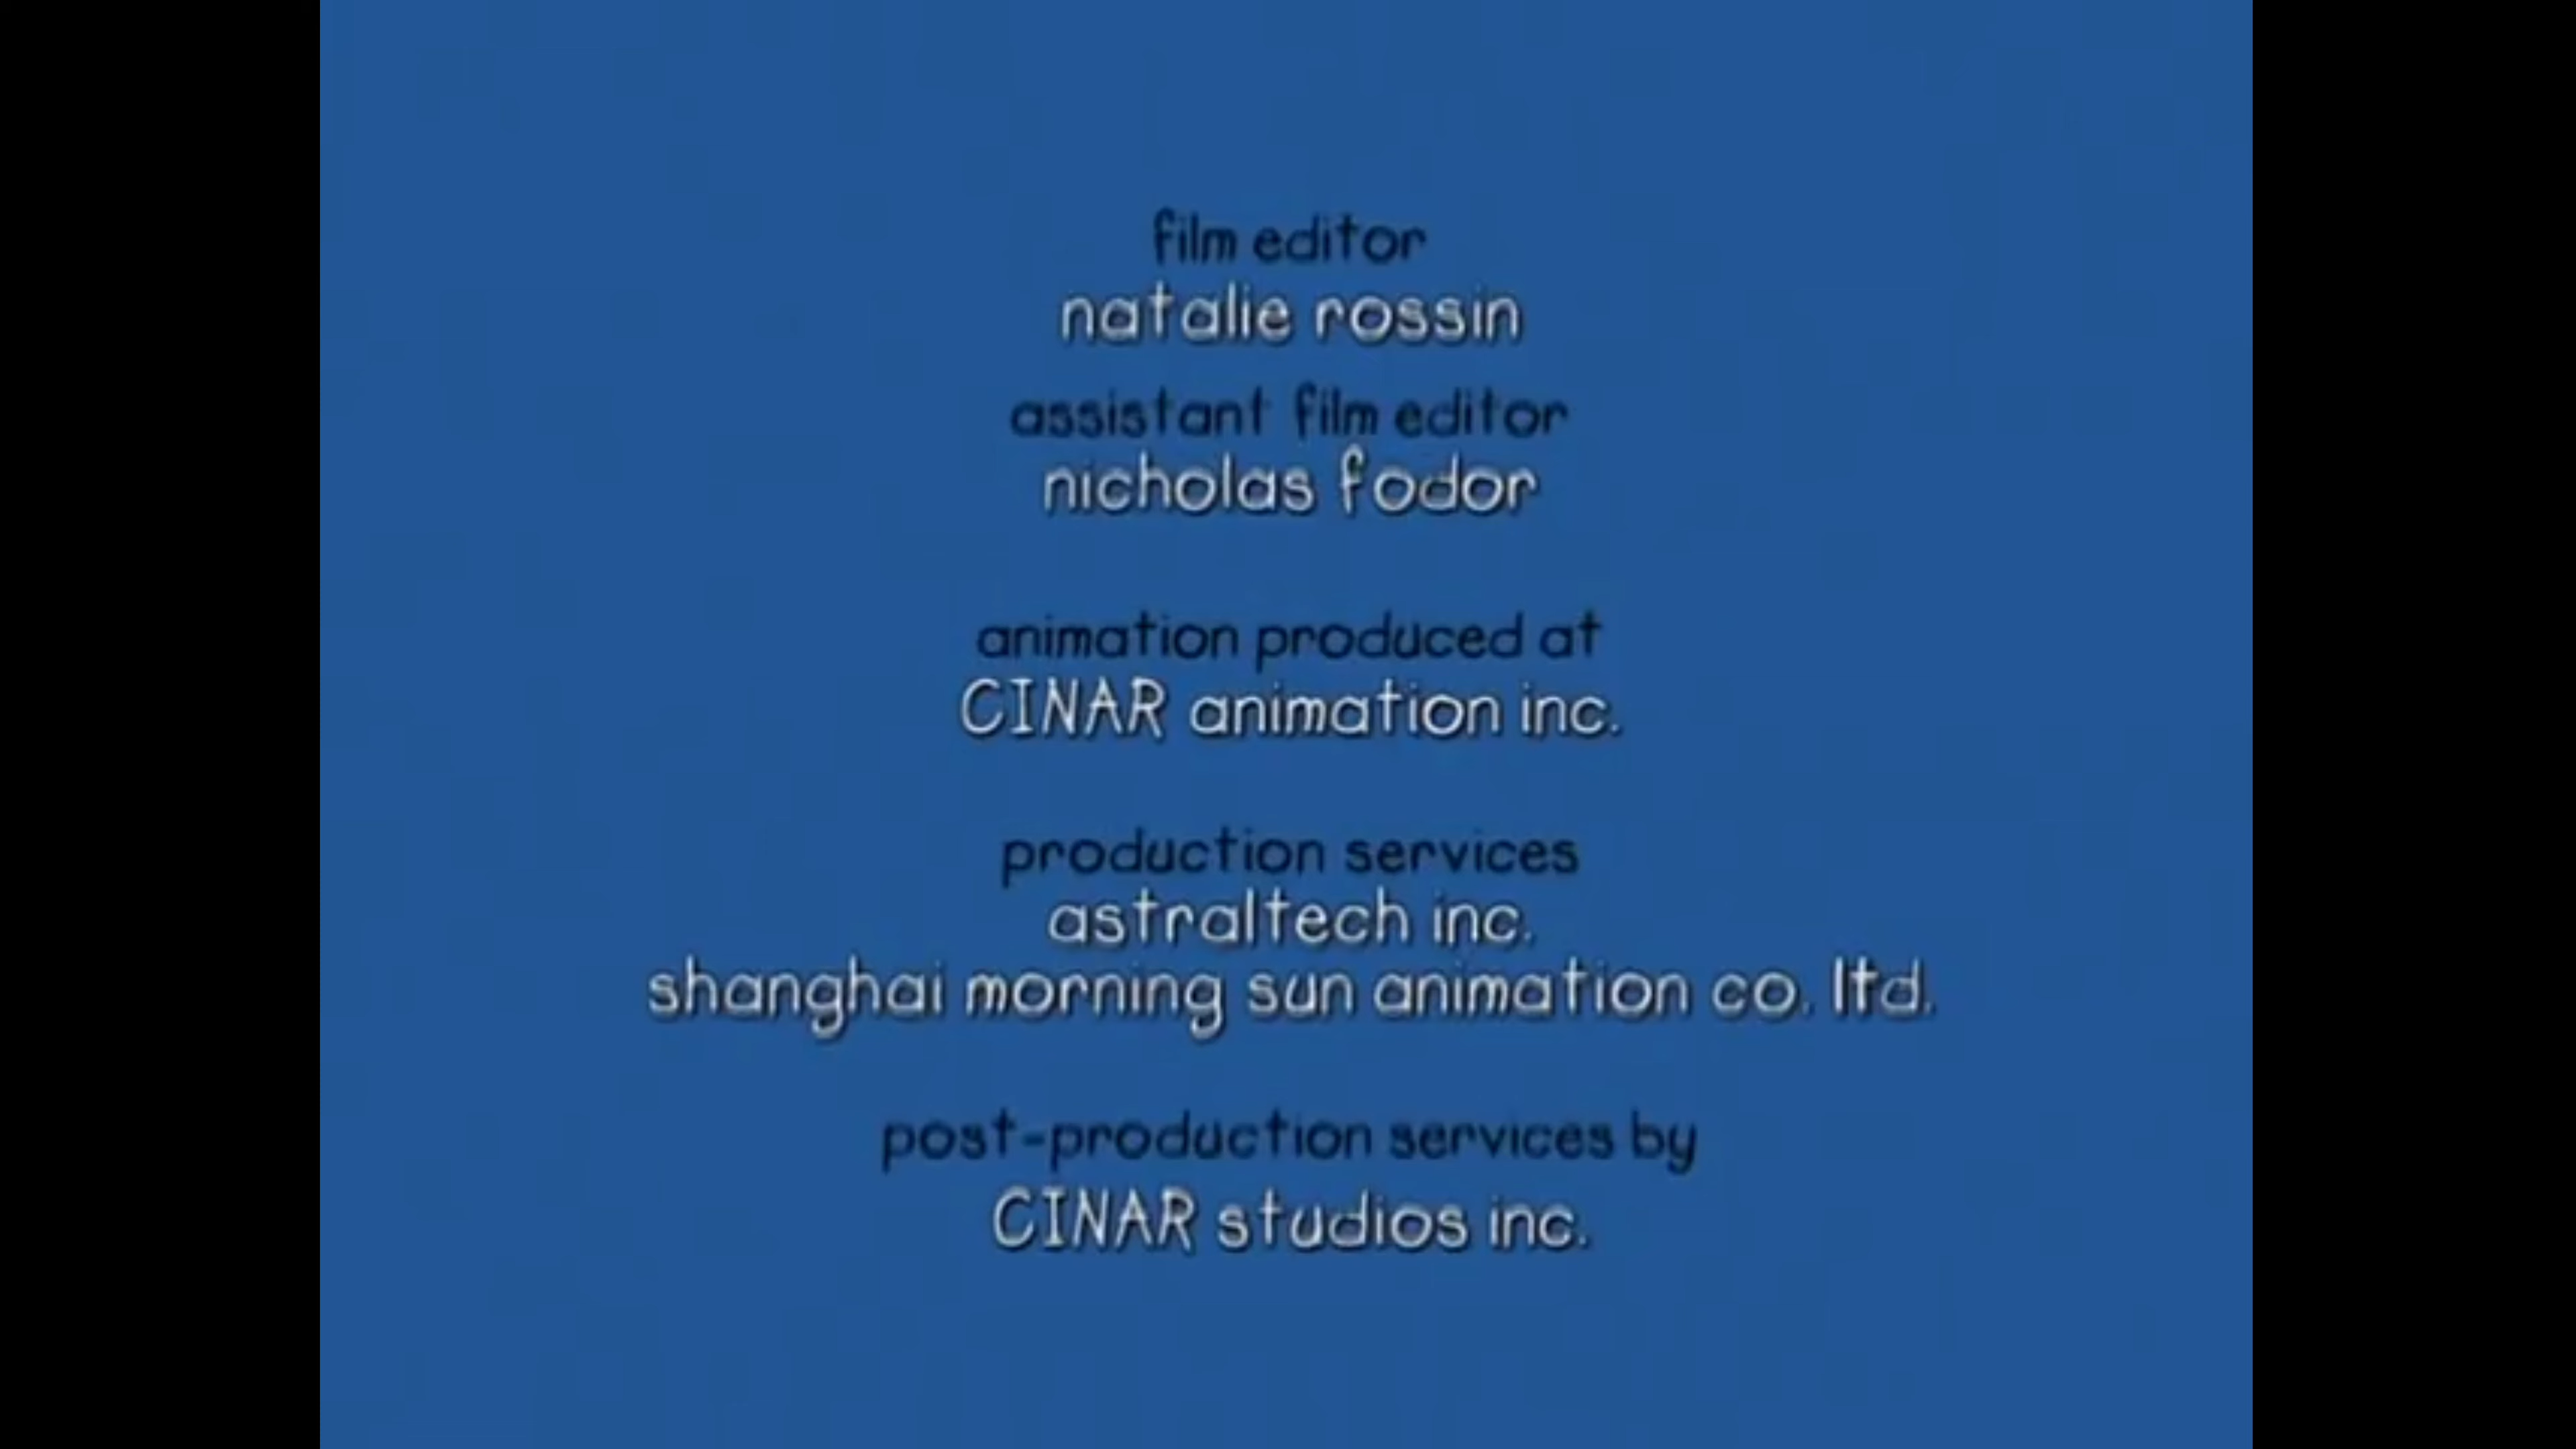 film editor
natalie rossin
assistant film editor
nicholas fodor
animation produced at
CINAR animation inc.
production services
astraltech inc.
shanghai morning sun animation co. ltd.
post-production services by
CINAR studios inc.